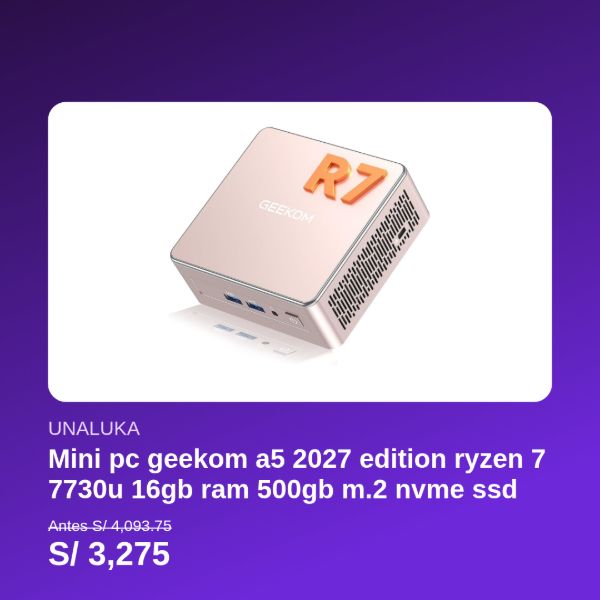 R7
GEEKOM
UNALUKA
Mini pc geekom a5 2027 edition ryzen 7
7730u 16gb ram 500gb m.2 nvme ssd
Antes S/ 4,093.75
S/ 3,275